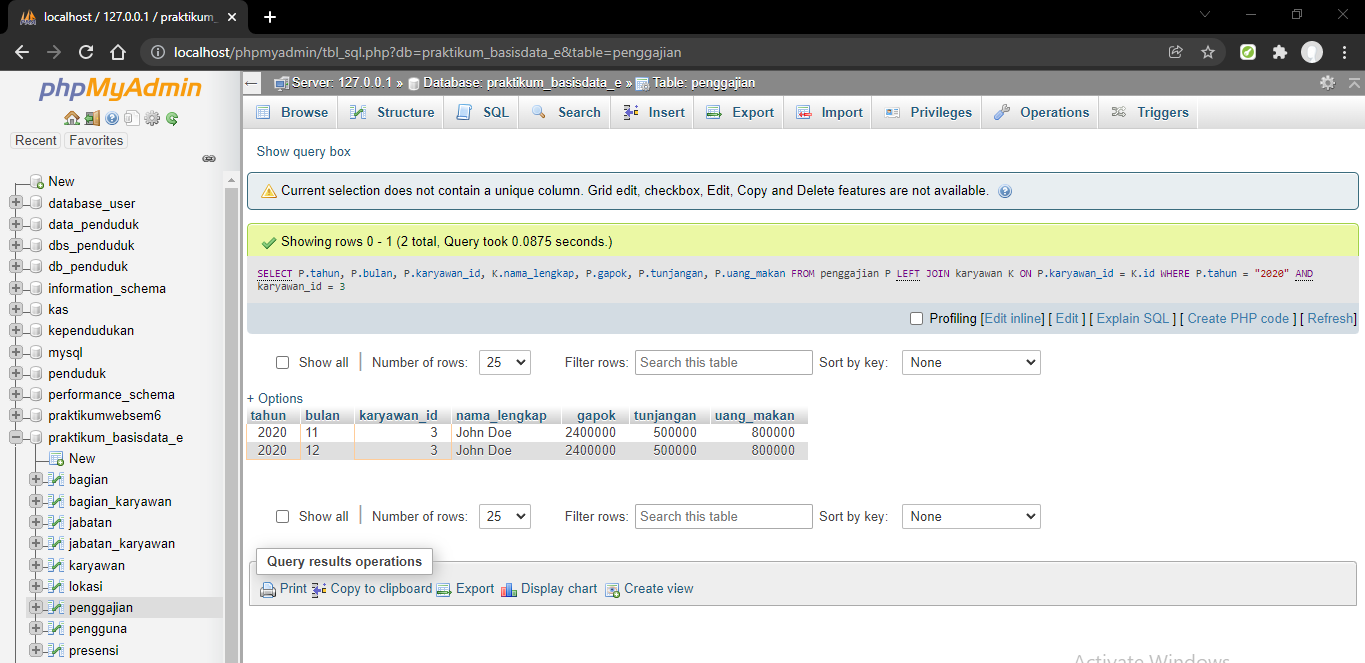 localhost / 127.0.0.1 / praktikum_
localhost/phpmyadmin/tbl_sql.php?db=praktikum_basisdata_e&table=penggajian
phpMyAdmin
Recent Favorites
New
database_user
data_penduduk
dbs_penduduk
db_penduduk
information_schema
kas
kependudukan
mysql
penduduk
performance_schema
praktikumwebsem6
praktikum_basisdata_e
New
bagian
bagian_karyawan
jabatan
jabatan_karyawan
karyawan
lokasi
penggajian
pengguna
presensi
Server: 127.0.0.1 » Database: praktikum_basisdata_e » Table: penggajian
Browse Structure SQL Search Insert Export Import Privileges Operations Triggers
Show query box
Current selection does not contain a unique column. Grid edit, checkbox, Edit, Copy and Delete features are not available.
Showing rows 0 - 1 (2 total, Query took 0.0875 seconds.)
SELECT P.tahun, P.bulan, P.karyawan_id, K.nama_lengkap, P.gapok, P.tunjangan, P.uang_makan FROM penggajian P LEFT JOIN karyawan K ON P.karyawan_id = K.id WHERE P.tahun = "2020" AND
karyawan_id = 3
Profiling [Edit inline] [ Edit ] [ Explain SQL ] [ Create PHP code ] [ Refresh]
Show all | Number of rows: 25 Filter rows: Search this table Sort by key: None
+ Options
tahun bulan karyawan_id nama_lengkap gapok tunjangan uang_makan
2020 11 3 John Doe 2400000 500000 800000
2020 12 3 John Doe 2400000 500000 800000
Show all | Number of rows: 25 Filter rows: Search this table Sort by key: None
Query results operations
Print Copy to clipboard Export Display chart Create view
Activate Windows